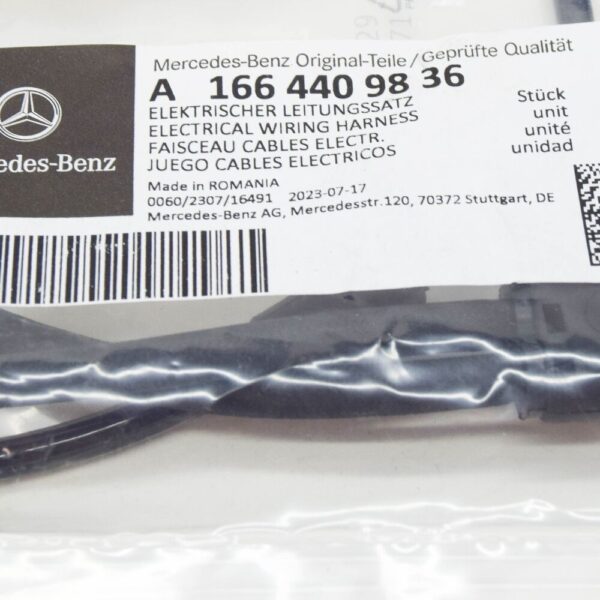 Mercedes-Benz Original-Teile/Geprüfte Qualität
A 166 440 98 36
ELEKTRISCHER LEITUNGSSATZ
ELECTRICAL WIRING HARNESS
FAISCEAU CABLES ELECTR.
JUEGO CABLES ELECTRICOS
Stück
unit
unité
unidad
edes-Benz
Made in ROMANIA
0060/2307/16491 2023-07-17
Mercedes-Benz AG, Mercedesstr.120, 70372 Stuttgart, DE